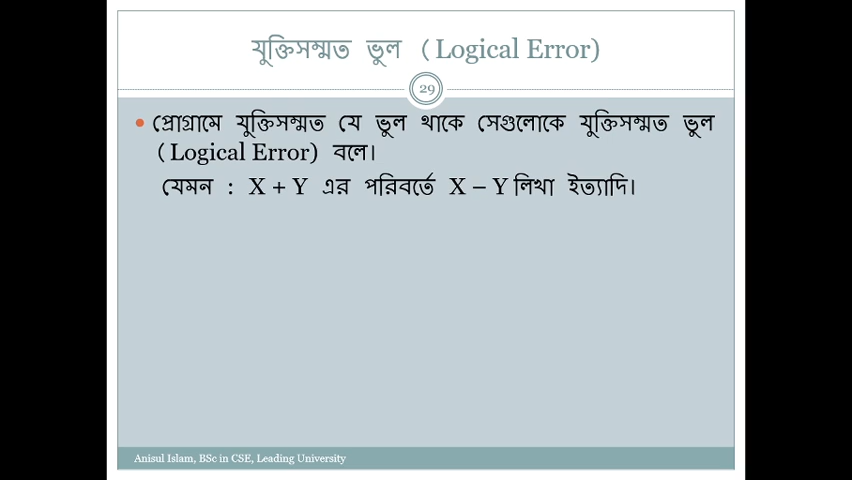 যুক্তিসম্মত ভুল ( Logical Error)
29
• প্রোগ্রামে যুক্তিসম্মত যে ভুল থাকে সেগুলোকে যুক্তিসম্মত ভুল
( Logical Error) বলে।
যেমন : X + Y এর পরিবর্তে X – Y লিখা ইত্যাদি।
Anisul Islam, BSc in CSE, Leading University